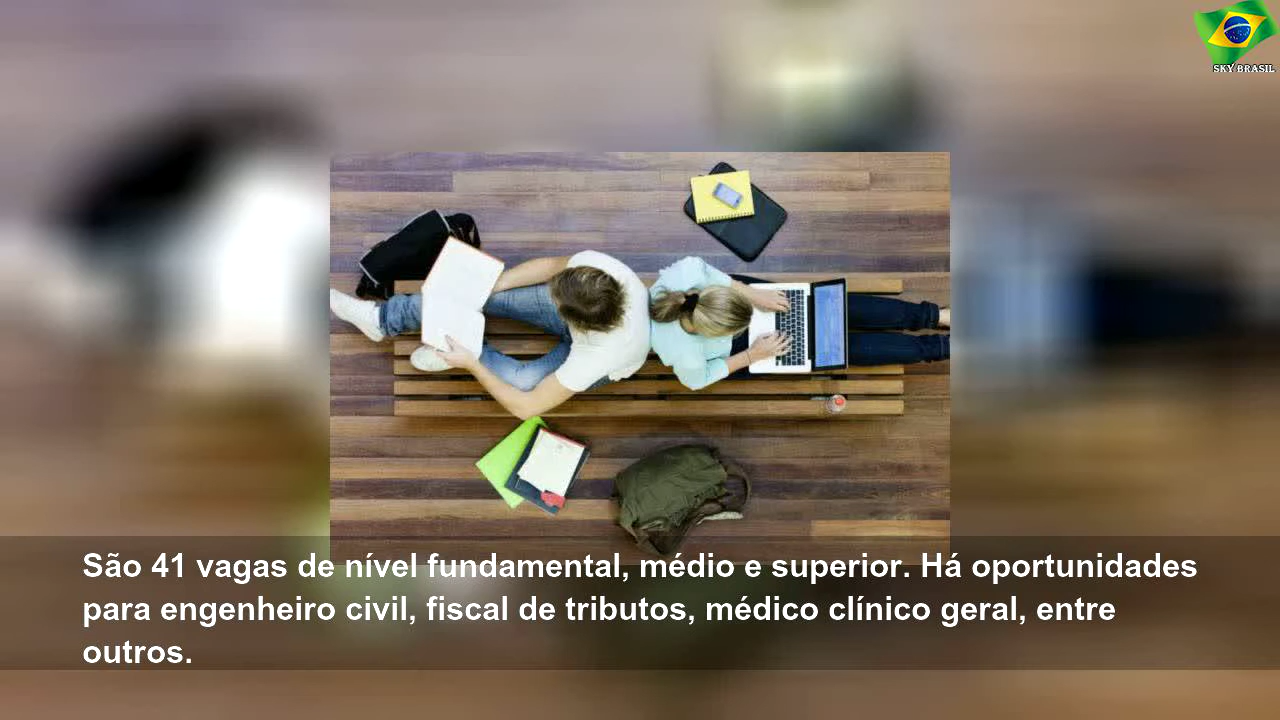 SKY BRASIL
São 41 vagas de nível fundamental, médio e superior. Há oportunidades
para engenheiro civil, fiscal de tributos, médico clínico geral, entre
outros.